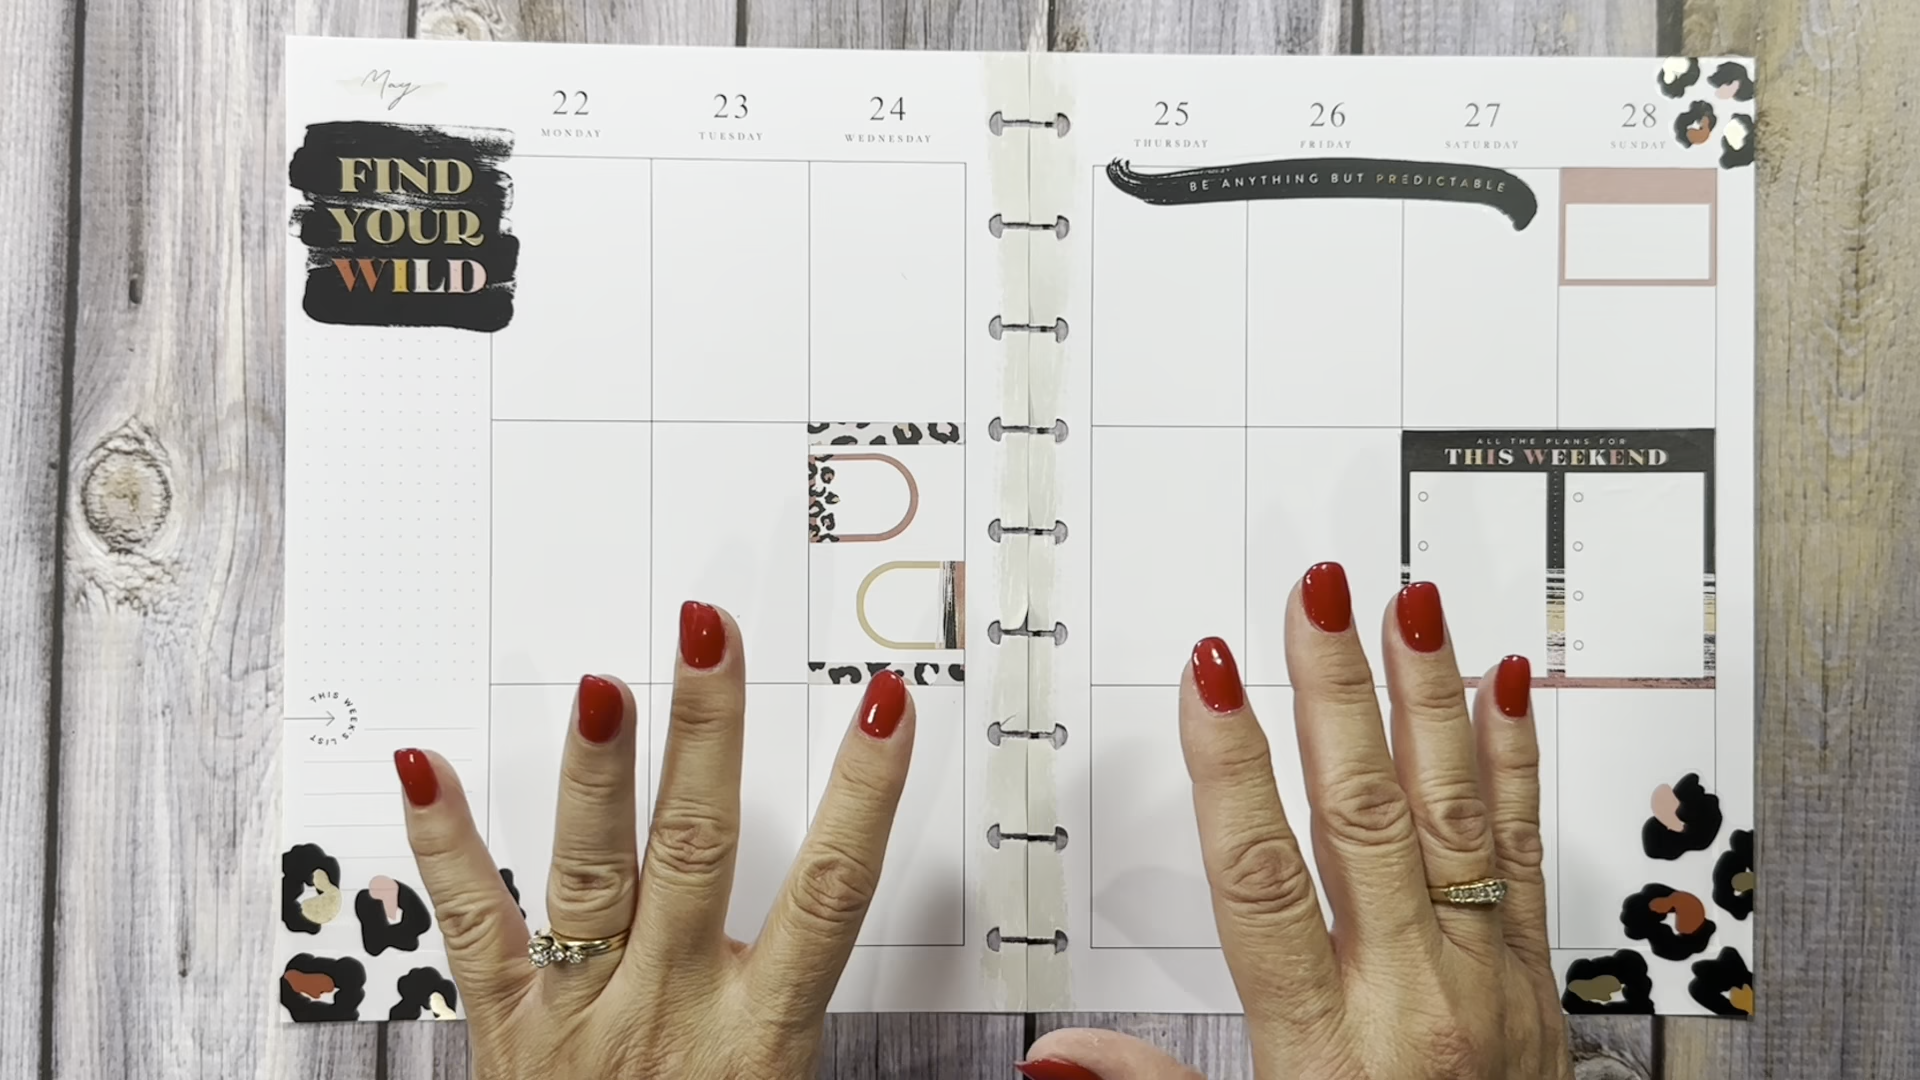 May
22
MONDAY
23
TUESDAY
24
WEDNESDAY
25
THURSDAY
26
FRIDAY
27
SATURDAY
28
SUNDAY
FIND
YOUR
WILD
BE ANYTHING BUT PREDICTABLE
ALL THE PLANS FOR
THIS WEEKEND
THIS WEEK'S LIST